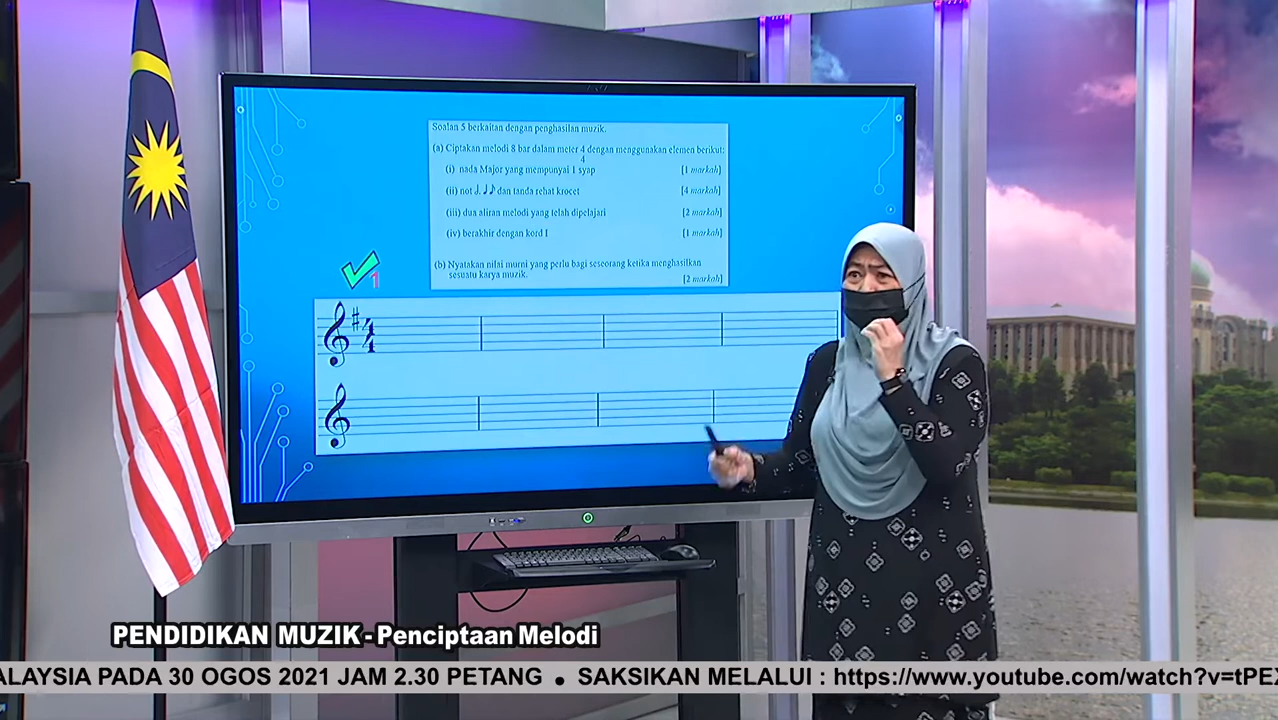 Soalan 5 berkaitan dengan penghasilan muzik.
(a) Ciptakan melodi 8 bar dalam meter 4 dengan menggunakan elemen berikut:
4
(i) nada Major yang mempunyai 1 syap [1 markah]
(ii) not 𝅗𝅥. ♩ ♪ dan tanda rehat krocet [4 markah]
(iii) dua aliran melodi yang telah dipelajari [2 markah]
(iv) berakhir dengan kord I [1 markah]
(b) Nyatakan nilai murni yang perlu bagi seseorang ketika menghasilkan
sesuatu karya muzik. [2 markah]
1
4
4
PENDIDIKAN MUZIK - Penciptaan Melodi
ALAYSIA PADA 30 OGOS 2021 JAM 2.30 PETANG ● SAKSIKAN MELALUI : https://www.youtube.com/watch?v=tPE